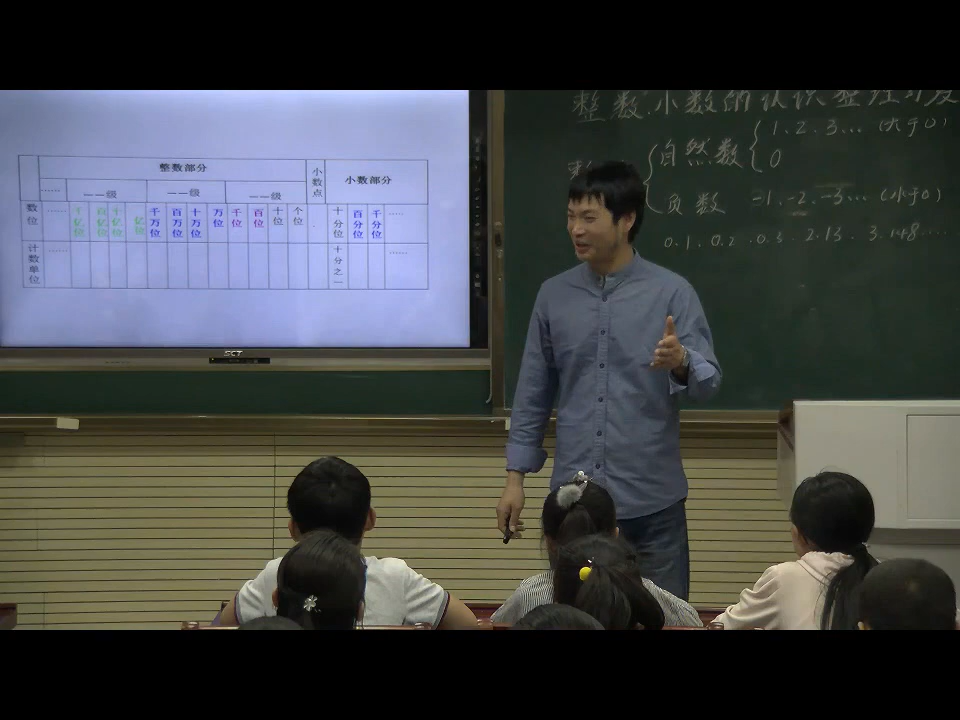 整数部分
小数点
小数部分
…… ——级 ——级 ——级
数位 …… 千亿位 百亿位 十亿位 亿位 千万位 百万位 十万位 万位 千位 百位 十位 个位 . 十分位 百分位 千分位 ……
计数单位 …… 十分之一 ……
SCT
整数.小数的认识整理
自然数 1、2、3… (大于0)
0
负数 -1、-2、-3… (小于0)
0.1、0.2、0.3、2.13、3.148……